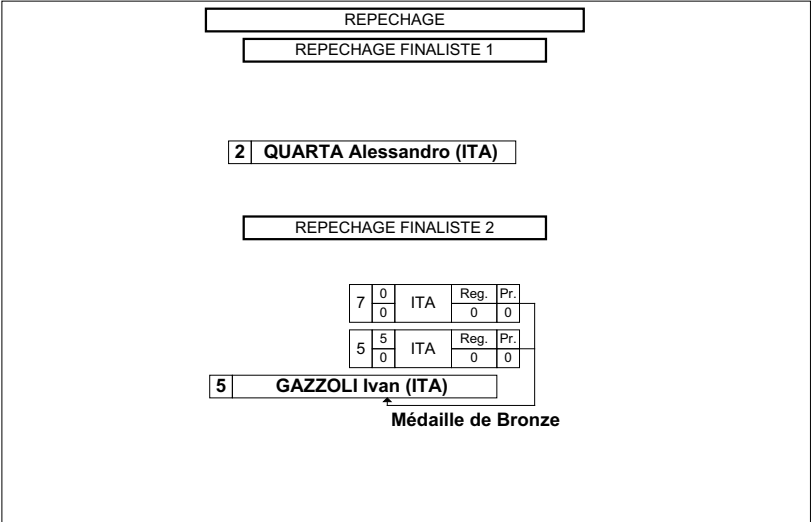 REPECHAGE
REPECHAGE FINALISTE 1
2 QUARTA Alessandro (ITA)
REPECHAGE FINALISTE 2
7 0 ITA Reg. Pr.
0 0 0
5 5 ITA Reg. Pr.
0 0 0
5 GAZZOLI Ivan (ITA)
Médaille de Bronze